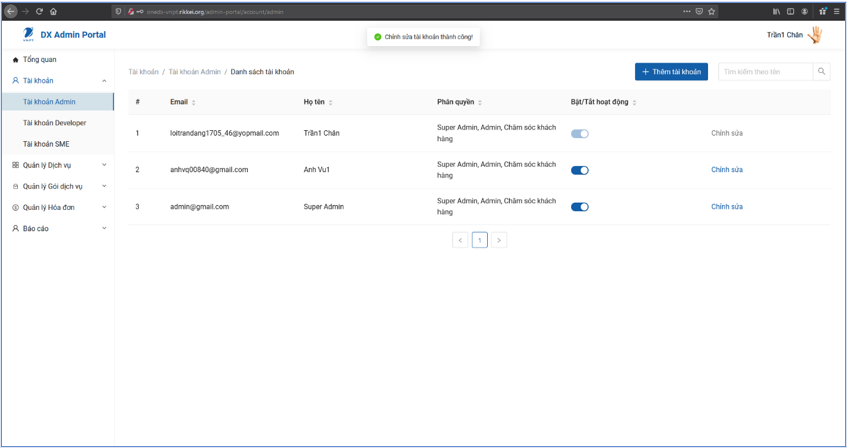 onedx-vnpt.rikkei.org/admin-portal/account/admin
VNPT
DX Admin Portal
Chỉnh sửa tài khoản thành công!
Trần1 Chân
Tổng quan
Tài khoản
Tài khoản Admin
Tài khoản Developer
Tài khoản SME
Quản lý Dịch vụ
Quản lý Gói dịch vụ
Quản lý Hóa đơn
Báo cáo
Tài khoản / Tài khoản Admin / Danh sách tài khoản
+ Thêm tài khoản
Tìm kiếm theo tên
# Email Họ tên Phân quyền Bật/Tắt hoạt động
1 loitrandang1705_46@yopmail.com Trần1 Chân Super Admin, Admin, Chăm sóc khách hàng Chỉnh sửa
2 anhvq00840@gmail.com Anh Vu1 Super Admin, Admin, Chăm sóc khách hàng Chỉnh sửa
3 admin@gmail.com Super Admin Super Admin, Admin, Chăm sóc khách hàng Chỉnh sửa
< 1 >